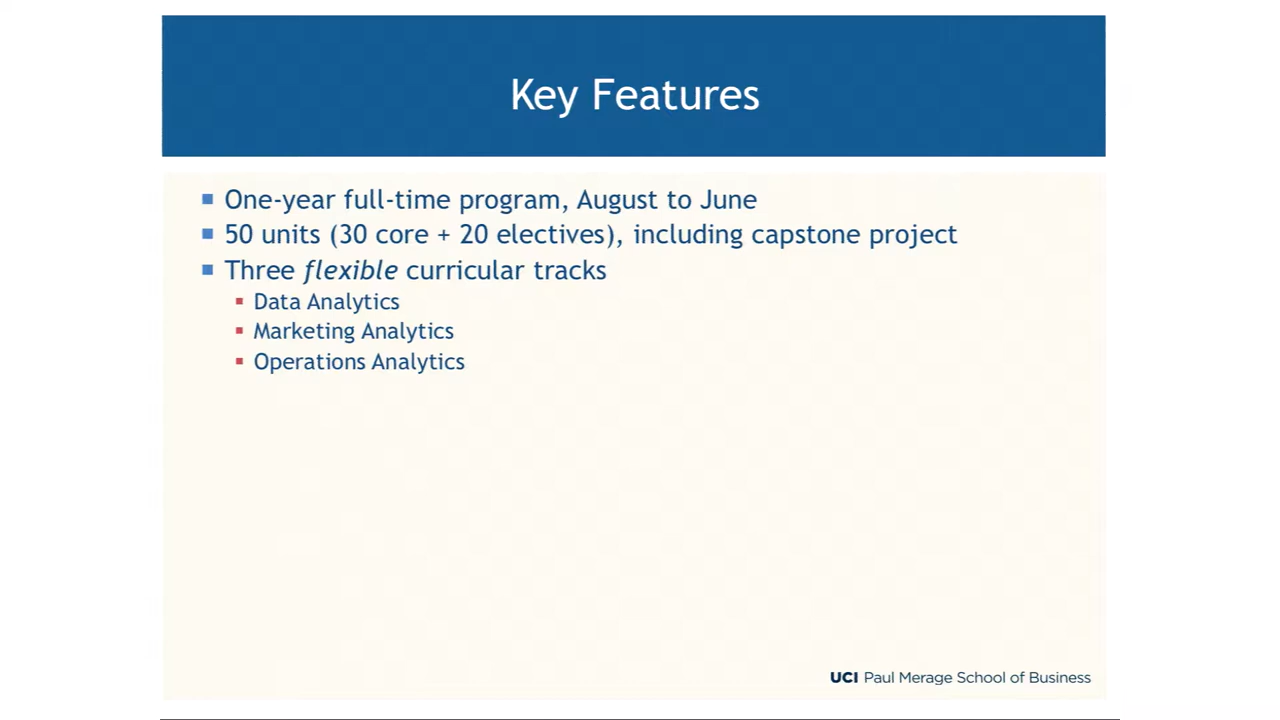 Key Features
One-year full-time program, August to June
50 units (30 core + 20 electives), including capstone project
Three flexible curricular tracks
Data Analytics
Marketing Analytics
Operations Analytics
UCI Paul Merage School of Business